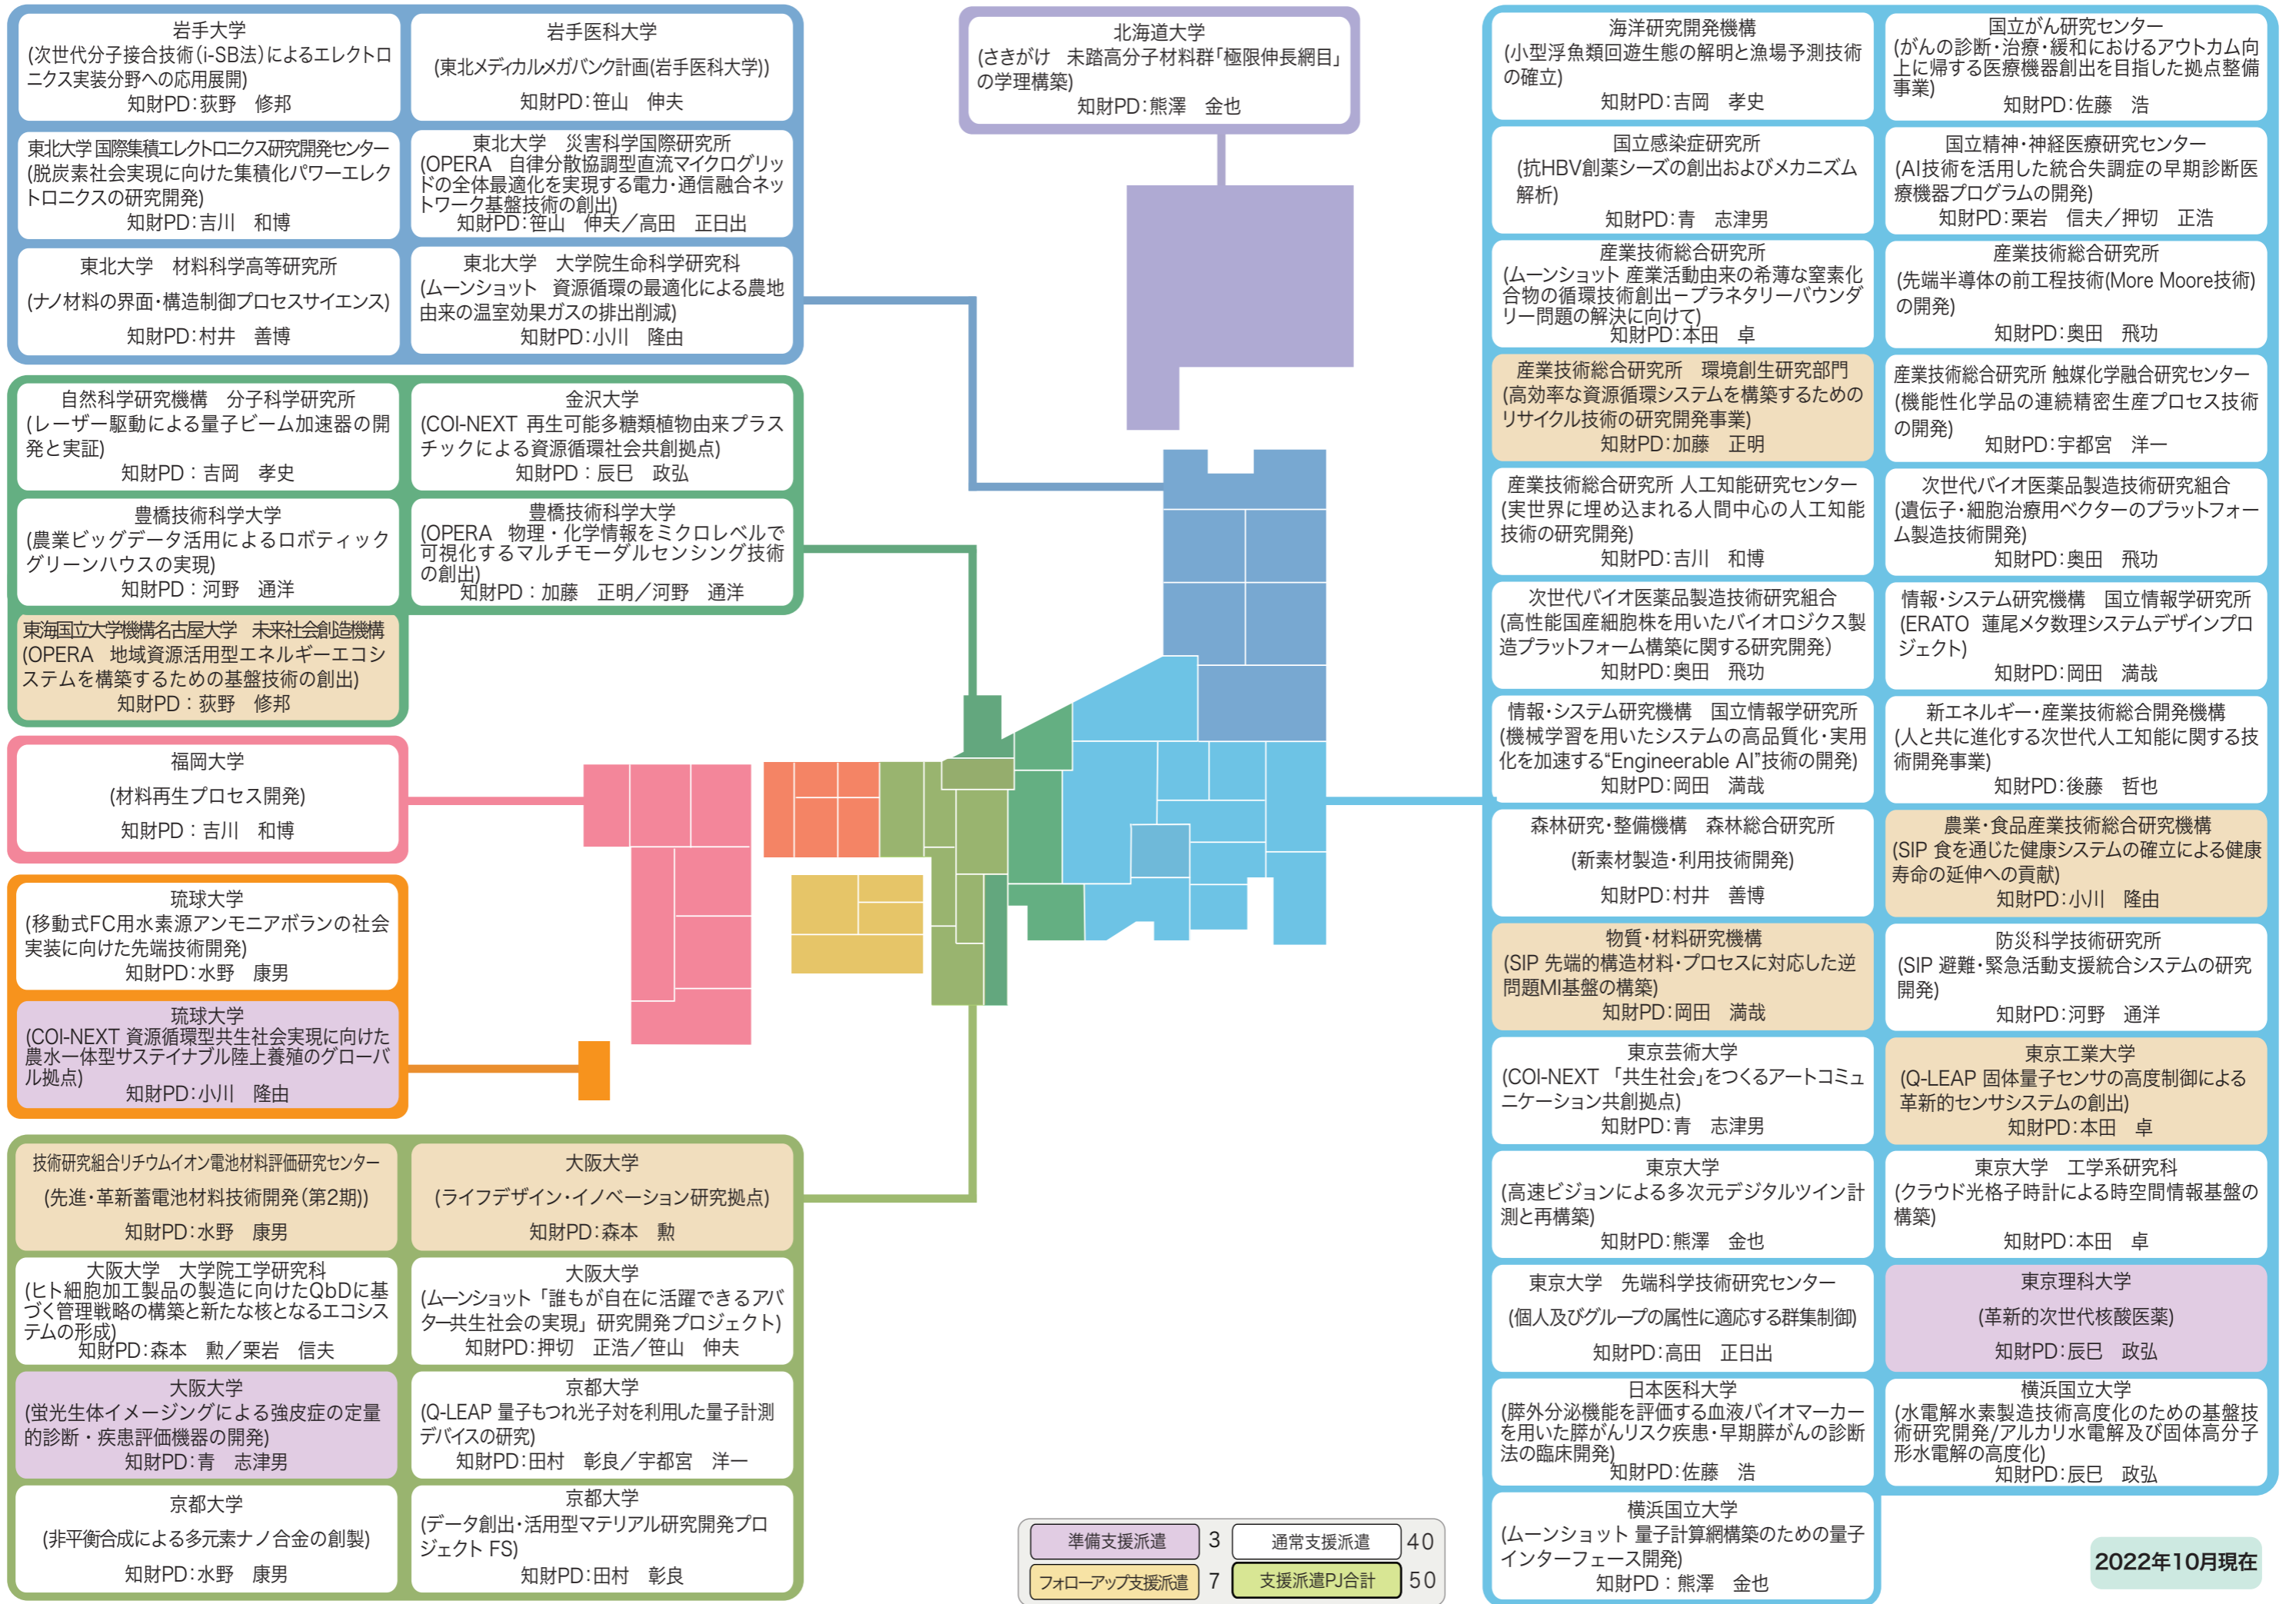 岩手大学
(次世代分子接合技術(i-SB法)によるエレクトロ
ニクス実装分野への応用展開)
知財PD：荻野　修邦
岩手医科大学
(東北メディカル・メガバンク計画(岩手医科大学))
知財PD：笹山　伸夫
東北大学 国際集積エレクトロニクス研究開発センター
(脱炭素社会実現に向けた集積化パワーエレク
トロニクスの研究開発)
知財PD：吉川　和博
東北大学　災害科学国際研究所
(OPERA　自律分散協調型直流マイクログリッ
ドの全体最適化を実現する電力・通信融合ネッ
トワーク基盤技術の創出)
知財PD：笹山　伸夫／高田　正日出
東北大学　材料科学高等研究所
(ナノ材料の界面・構造制御プロセスサイエンス)
知財PD：村井　善博
東北大学　大学院生命科学研究科
(ムーンショット　資源循環の最適化による農地
由来の温室効果ガスの排出削減)
知財PD：小川　隆由
自然科学研究機構　分子科学研究所
(レーザー駆動による量子ビーム加速器の開
発と実証)
知財PD：吉岡　孝史
金沢大学
(COI-NEXT 再生可能多糖類植物由来プラス
チックによる資源循環社会共創拠点)
知財PD：辰巳　政弘
豊橋技術科学大学
(農業ビッグデータ活用によるロボティック
グリーンハウスの実現)
知財PD：河野　通洋
豊橋技術科学大学
(OPERA　物理・化学情報をミクロレベルで
可視化するマルチモーダルセンシング技術
の創出)
知財PD：加藤　正明／河野　通洋
東海国立大学機構名古屋大学　未来社会創造機構
(OPERA　地域資源活用型エネルギーエコシ
ステムを構築するための基盤技術の創出)
知財PD：荻野　修邦
福岡大学
(材料再生プロセス開発)
知財PD：吉川　和博
琉球大学
(移動式FC用水素源アンモニアボランの社会
実装に向けた先端技術開発)
知財PD：水野　康男
琉球大学
(COI-NEXT 資源循環型共生社会実現に向けた
農水一体型サステイナブル陸上養殖のグローバ
ル拠点)
知財PD：小川　隆由
技術研究組合リチウムイオン電池材料評価研究センター
(先進・革新蓄電池材料技術開発(第2期))
知財PD：水野　康男
大阪大学
(ライフデザイン・イノベーション研究拠点)
知財PD：森本　勲
大阪大学　大学院工学研究科
(ヒト細胞加工製品の製造に向けたQbDに基
づく管理戦略の構築と新たな核となるエコシス
テムの形成)
知財PD：森本　勲／栗岩　信夫
大阪大学
(ムーンショット「誰もが自在に活躍できるアバ
ター共生社会の実現」研究開発プロジェクト)
知財PD：押切　正浩／笹山　伸夫
大阪大学
(蛍光生体イメージングによる強皮症の定量
的診断・疾患評価機器の開発)
知財PD：青　志津男
京都大学
(Q-LEAP 量子もつれ光子対を利用した量子計測
デバイスの研究)
知財PD：田村　彰良／宇都宮　洋一
京都大学
(非平衡合成による多元素ナノ合金の創製)
知財PD：水野　康男
京都大学
(データ創出・活用型マテリアル研究開発プロ
ジェクト FS)
知財PD：田村　彰良
北海道大学
(さきがけ　未踏高分子材料群「極限伸長網目」
の学理構築)
知財PD：熊澤　金也
海洋研究開発機構
(小型浮魚類回遊生態の解明と漁場予測技術
の確立)
知財PD：吉岡　孝史
国立がん研究センター
(がんの診断・治療・緩和におけるアウトカム向
上に帰する医療機器創出を目指した拠点整備
事業)
知財PD：佐藤　浩
国立感染症研究所
(抗HBV創薬シーズの創出およびメカニズム
解析)
知財PD：青　志津男
国立精神・神経医療研究センター
(AI技術を活用した統合失調症の早期診断医
療機器プログラムの開発)
知財PD：栗岩　信夫／押切　正浩
産業技術総合研究所
(ムーンショット 産業活動由来の希薄な窒素化
合物の循環技術創出－プラネタリーバウンダ
リー問題の解決に向けて)
知財PD：本田　卓
産業技術総合研究所
(先端半導体の前工程技術(More Moore技術)
の開発)
知財PD：奥田　飛功
産業技術総合研究所　環境創生研究部門
(高効率な資源循環システムを構築するための
リサイクル技術の研究開発事業)
知財PD：加藤　正明
産業技術総合研究所 触媒化学融合研究センター
(機能性化学品の連続精密生産プロセス技術
の開発)
知財PD：宇都宮　洋一
産業技術総合研究所 人工知能研究センター
(実世界に埋め込まれる人間中心の人工知能
技術の研究開発)
知財PD：吉川　和博
次世代バイオ医薬品製造技術研究組合
(遺伝子・細胞治療用ベクターのプラットフォー
ム製造技術開発)
知財PD：奥田　飛功
次世代バイオ医薬品製造技術研究組合
(高性能国産細胞株を用いたバイオロジクス製
造プラットフォーム構築に関する研究開発)
知財PD：奥田　飛功
情報・システム研究機構　国立情報学研究所
(ERATO 蓮尾メタ数理システムデザインプロ
ジェクト)
知財PD：岡田　満哉
情報・システム研究機構　国立情報学研究所
(機械学習を用いたシステムの高品質化・実用
化を加速する“Engineerable AI”技術の開発)
知財PD：岡田　満哉
新エネルギー・産業技術総合開発機構
(人と共に進化する次世代人工知能に関する技
術開発事業)
知財PD：後藤　哲也
森林研究・整備機構　森林総合研究所
(新素材製造・利用技術開発)
知財PD：村井　善博
農業・食品産業技術総合研究機構
(SIP 食を通じた健康システムの確立による健康
寿命の延伸への貢献)
知財PD：小川　隆由
物質・材料研究機構
(SIP 先端的構造材料・プロセスに対応した逆
問題MI基盤の構築)
知財PD：岡田　満哉
防災科学技術研究所
(SIP 避難・緊急活動支援統合システムの研究
開発)
知財PD：河野　通洋
東京芸術大学
(COI-NEXT 「共生社会」をつくるアートコミュ
ニケーション共創拠点)
知財PD：青　志津男
東京工業大学
(Q-LEAP 固体量子センサの高度制御による
革新的センサシステムの創出)
知財PD：本田　卓
東京大学
(高速ビジョンによる多次元デジタルツイン計
測と再構築)
知財PD：熊澤　金也
東京大学　工学系研究科
(クラウド光格子時計による時空間情報基盤の
構築)
知財PD：本田　卓
東京大学　先端科学技術研究センター
(個人及びグループの属性に適応する群集制御)
知財PD：高田　正日出
東京理科大学
(革新的次世代核酸医薬)
知財PD：辰巳　政弘
日本医科大学
(膵外分泌機能を評価する血液バイオマーカー
を用いた膵がんリスク疾患・早期膵がんの診断
法の臨床開発)
知財PD：佐藤　浩
横浜国立大学
(水電解水素製造技術高度化のための基盤技
術研究開発/アルカリ水電解及び固体高分子
形水電解の高度化)
知財PD：辰巳　政弘
横浜国立大学
(ムーンショット 量子計算網構築のための量子
インターフェース開発)
知財PD：熊澤　金也
準備支援派遣 3 通常支援派遣 40
フォローアップ支援派遣 7 支援派遣PJ合計 50
2022年10月現在